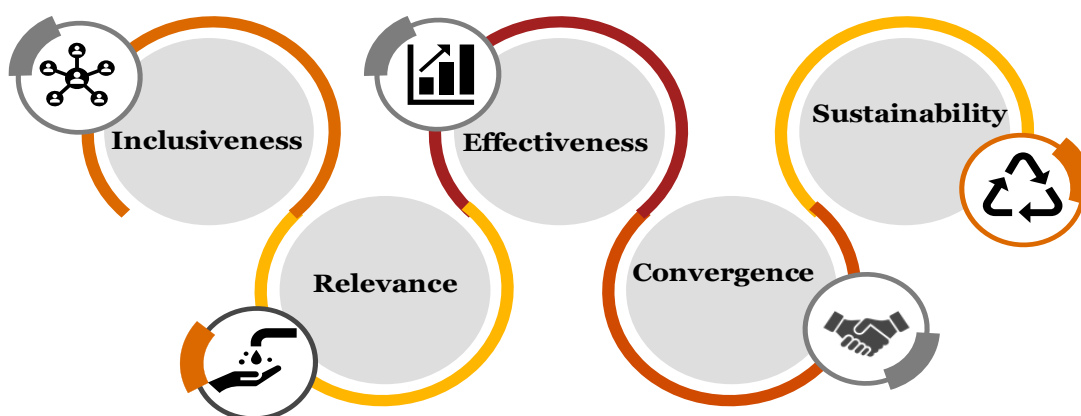 Inclusiveness
Relevance
Effectiveness
Convergence
Sustainability